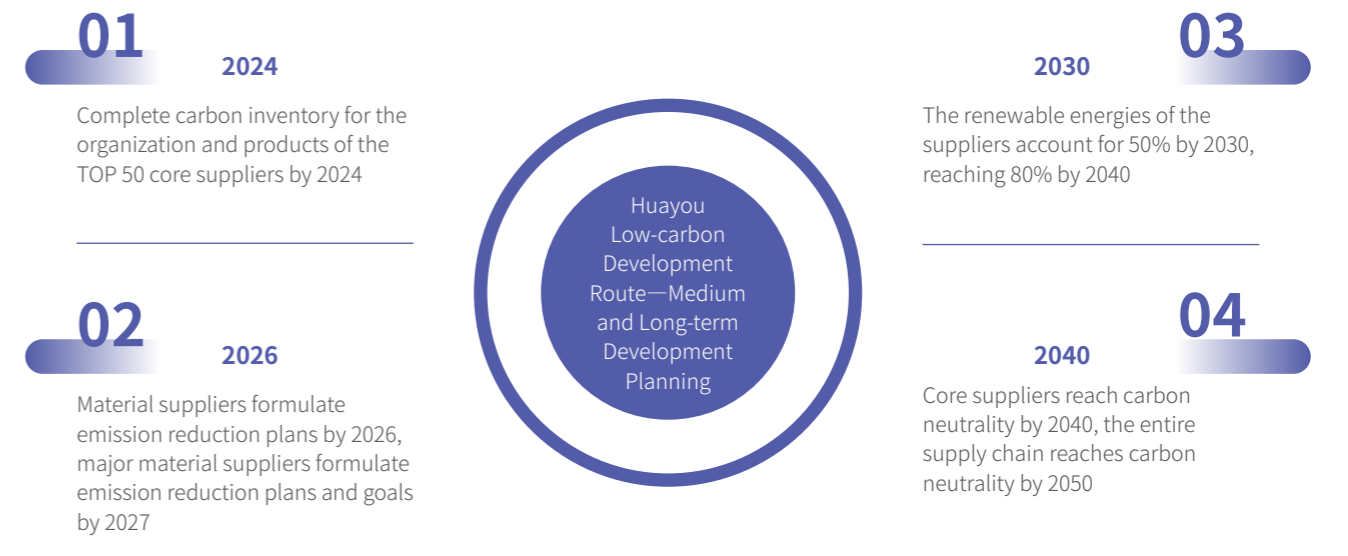 01
2024
Complete carbon inventory for the
organization and products of the
TOP 50 core suppliers by 2024
02
2026
Material suppliers formulate
emission reduction plans by 2026,
major material suppliers formulate
emission reduction plans and goals
by 2027
Huayou
Low-carbon
Development
Route—Medium
and Long-term
Development
Planning
03
2030
The renewable energies of the
suppliers account for 50% by 2030,
reaching 80% by 2040
04
2040
Core suppliers reach carbon
neutrality by 2040, the entire
supply chain reaches carbon
neutrality by 2050